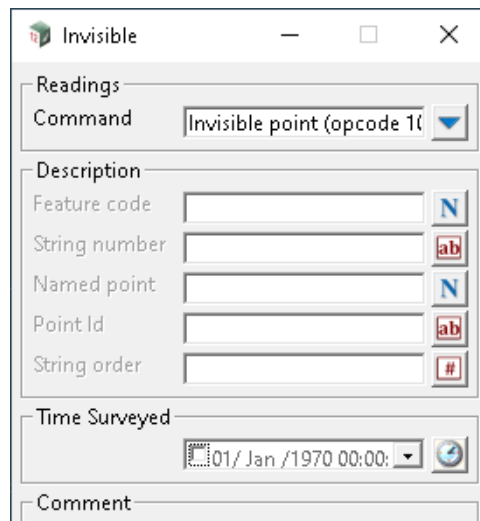 Invisible
Readings
Command Invisible point (opcode 10
Description
Feature code N
String number ab
Named point N
Point Id ab
String order #
Time Surveyed
01/ Jan /1970 00:00:
Comment